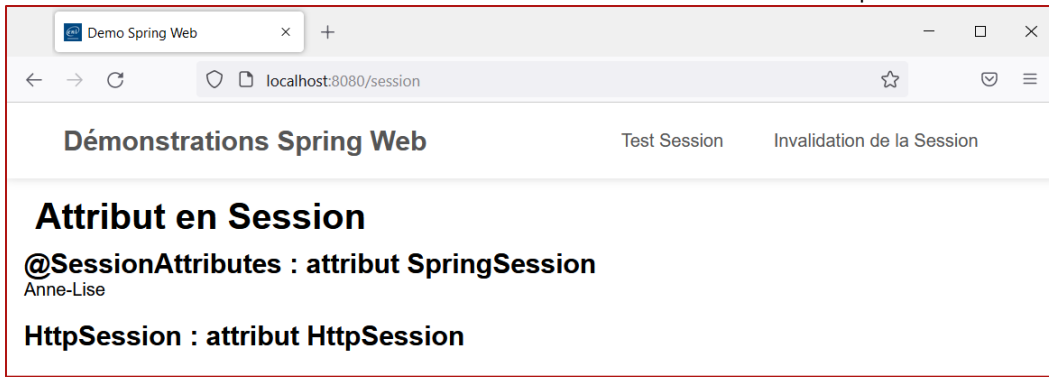 Demo Spring Web
localhost:8080/session
Démonstrations Spring Web Test Session Invalidation de la Session
Attribut en Session
@SessionAttributes : attribut SpringSession
Anne-Lise
HttpSession : attribut HttpSession